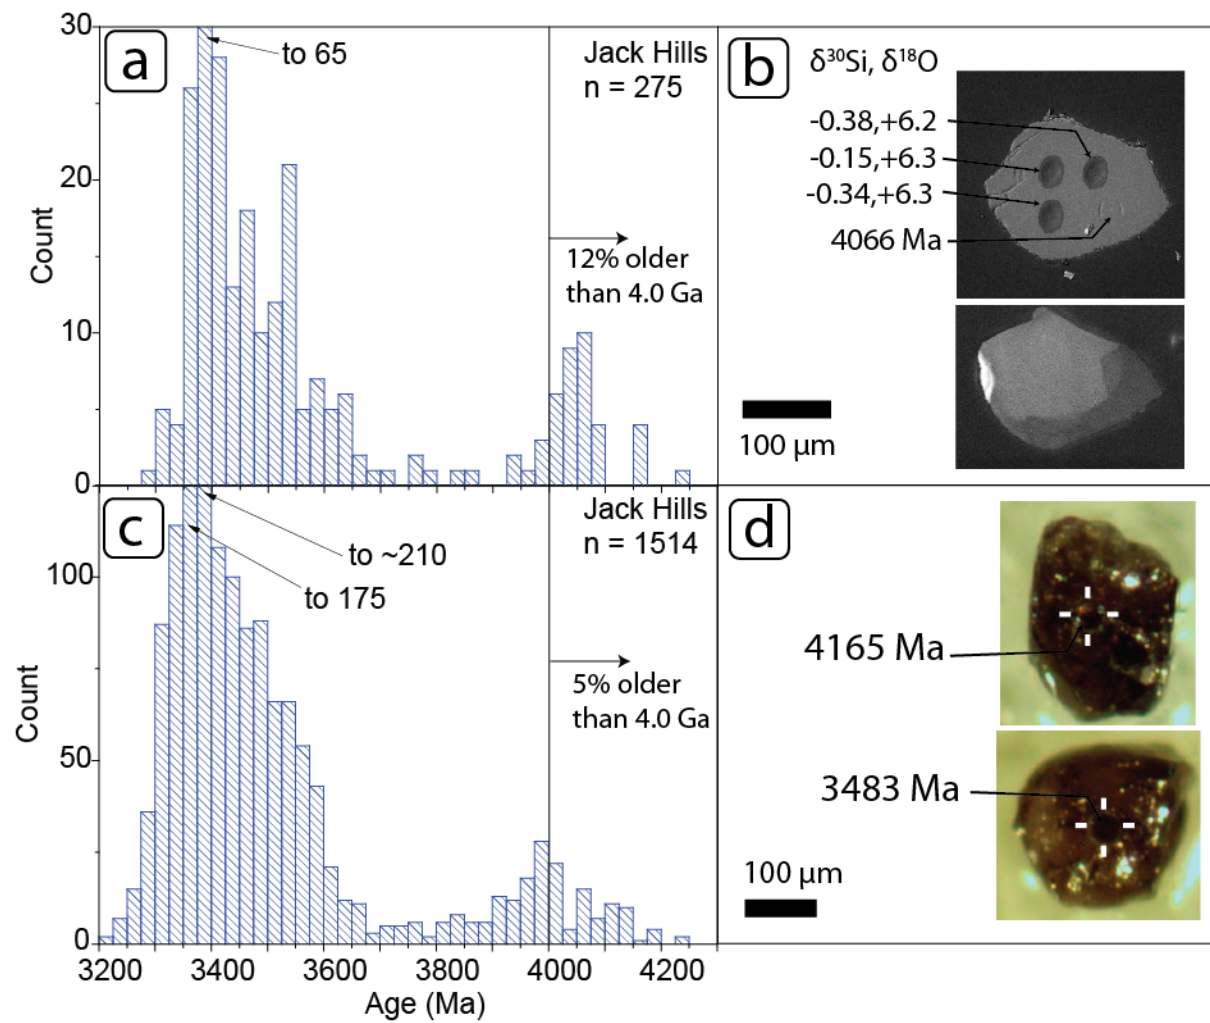 a
30
20
10
0
Count
to 65
Jack Hills
n = 275
12% older
than 4.0 Ga
b
δ³⁰Si, δ¹⁸O
-0.38,+6.2
-0.15,+6.3
-0.34,+6.3
4066 Ma
100 μm
c
100
50
0
Count
to ~210
to 175
Jack Hills
n = 1514
5% older
than 4.0 Ga
3200 3400 3600 3800 4000 4200
Age (Ma)
d
4165 Ma
3483 Ma
100 μm